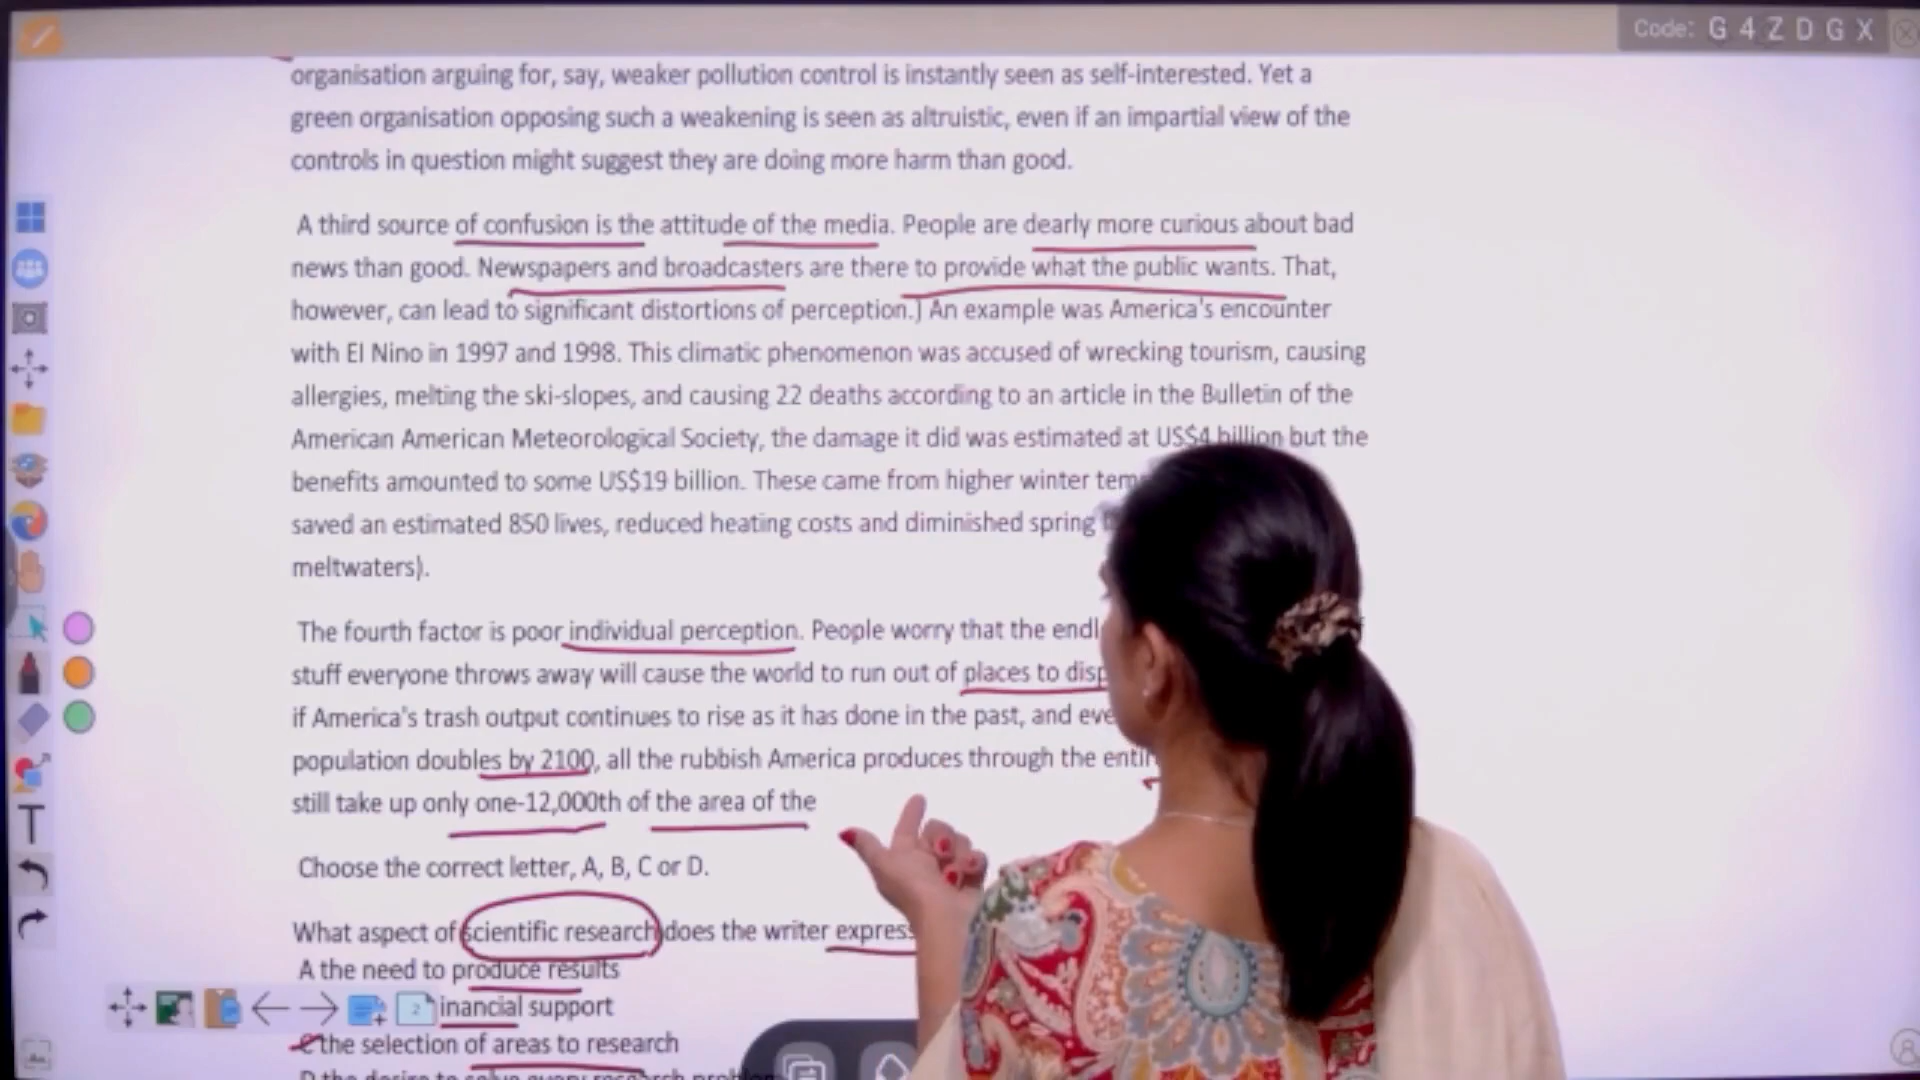 Code: G 4 Z D G X
organisation arguing for, say, weaker pollution control is instantly seen as self-interested. Yet a
green organisation opposing such a weakening is seen as altruistic, even if an impartial view of the
controls in question might suggest they are doing more harm than good.
A third source of confusion is the attitude of the media. People are dearly more curious about bad
news than good. Newspapers and broadcasters are there to provide what the public wants. That,
however, can lead to significant distortions of perception.] An example was America's encounter
with El Nino in 1997 and 1998. This climatic phenomenon was accused of wrecking tourism, causing
allergies, melting the ski-slopes, and causing 22 deaths according to an article in the Bulletin of the
American American Meteorological Society, the damage it did was estimated at US$4 billion but the
benefits amounted to some US$19 billion. These came from higher winter tem
saved an estimated 850 lives, reduced heating costs and diminished spring
meltwaters).
The fourth factor is poor individual perception. People worry that the endl
stuff everyone throws away will cause the world to run out of places to disp
if America's trash output continues to rise as it has done in the past, and eve
population doubles by 2100, all the rubbish America produces through the entir
still take up only one-12,000th of the area of the
Choose the correct letter, A, B, C or D.
What aspect of scientific research does the writer express
A the need to produce results
2 inancial support
C the selection of areas to research
D the desire to solve every research
T